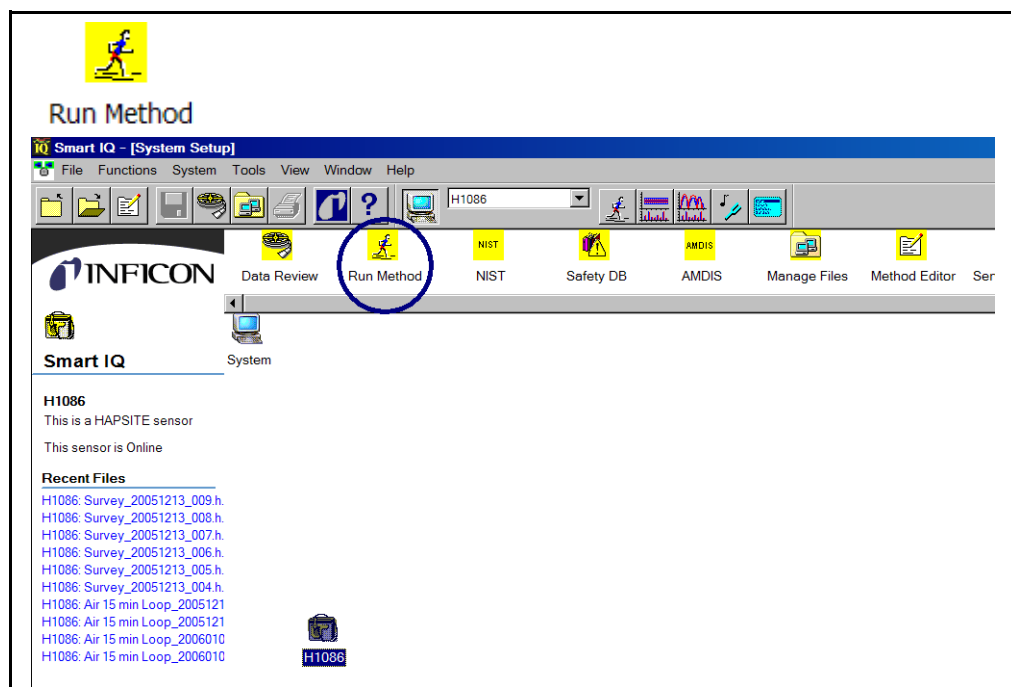 Run Method
IQ Smart IQ - [System Setup]
File Functions System Tools View Window Help
H1086
INFICON
Data Review Run Method NIST NIST Safety DB AMDIS AMDIS Manage Files Method Editor Ser
System
Smart IQ
H1086
This is a HAPSITE sensor
This sensor is Online
Recent Files
H1086: Survey_20051213_009.h.
H1086: Survey_20051213_008.h.
H1086: Survey_20051213_007.h.
H1086: Survey_20051213_006.h.
H1086: Survey_20051213_005.h.
H1086: Survey_20051213_004.h.
H1086: Air 15 min Loop_2005121
H1086: Air 15 min Loop_2005121
H1086: Air 15 min Loop_2006010
H1086: Air 15 min Loop_2006010
H1086